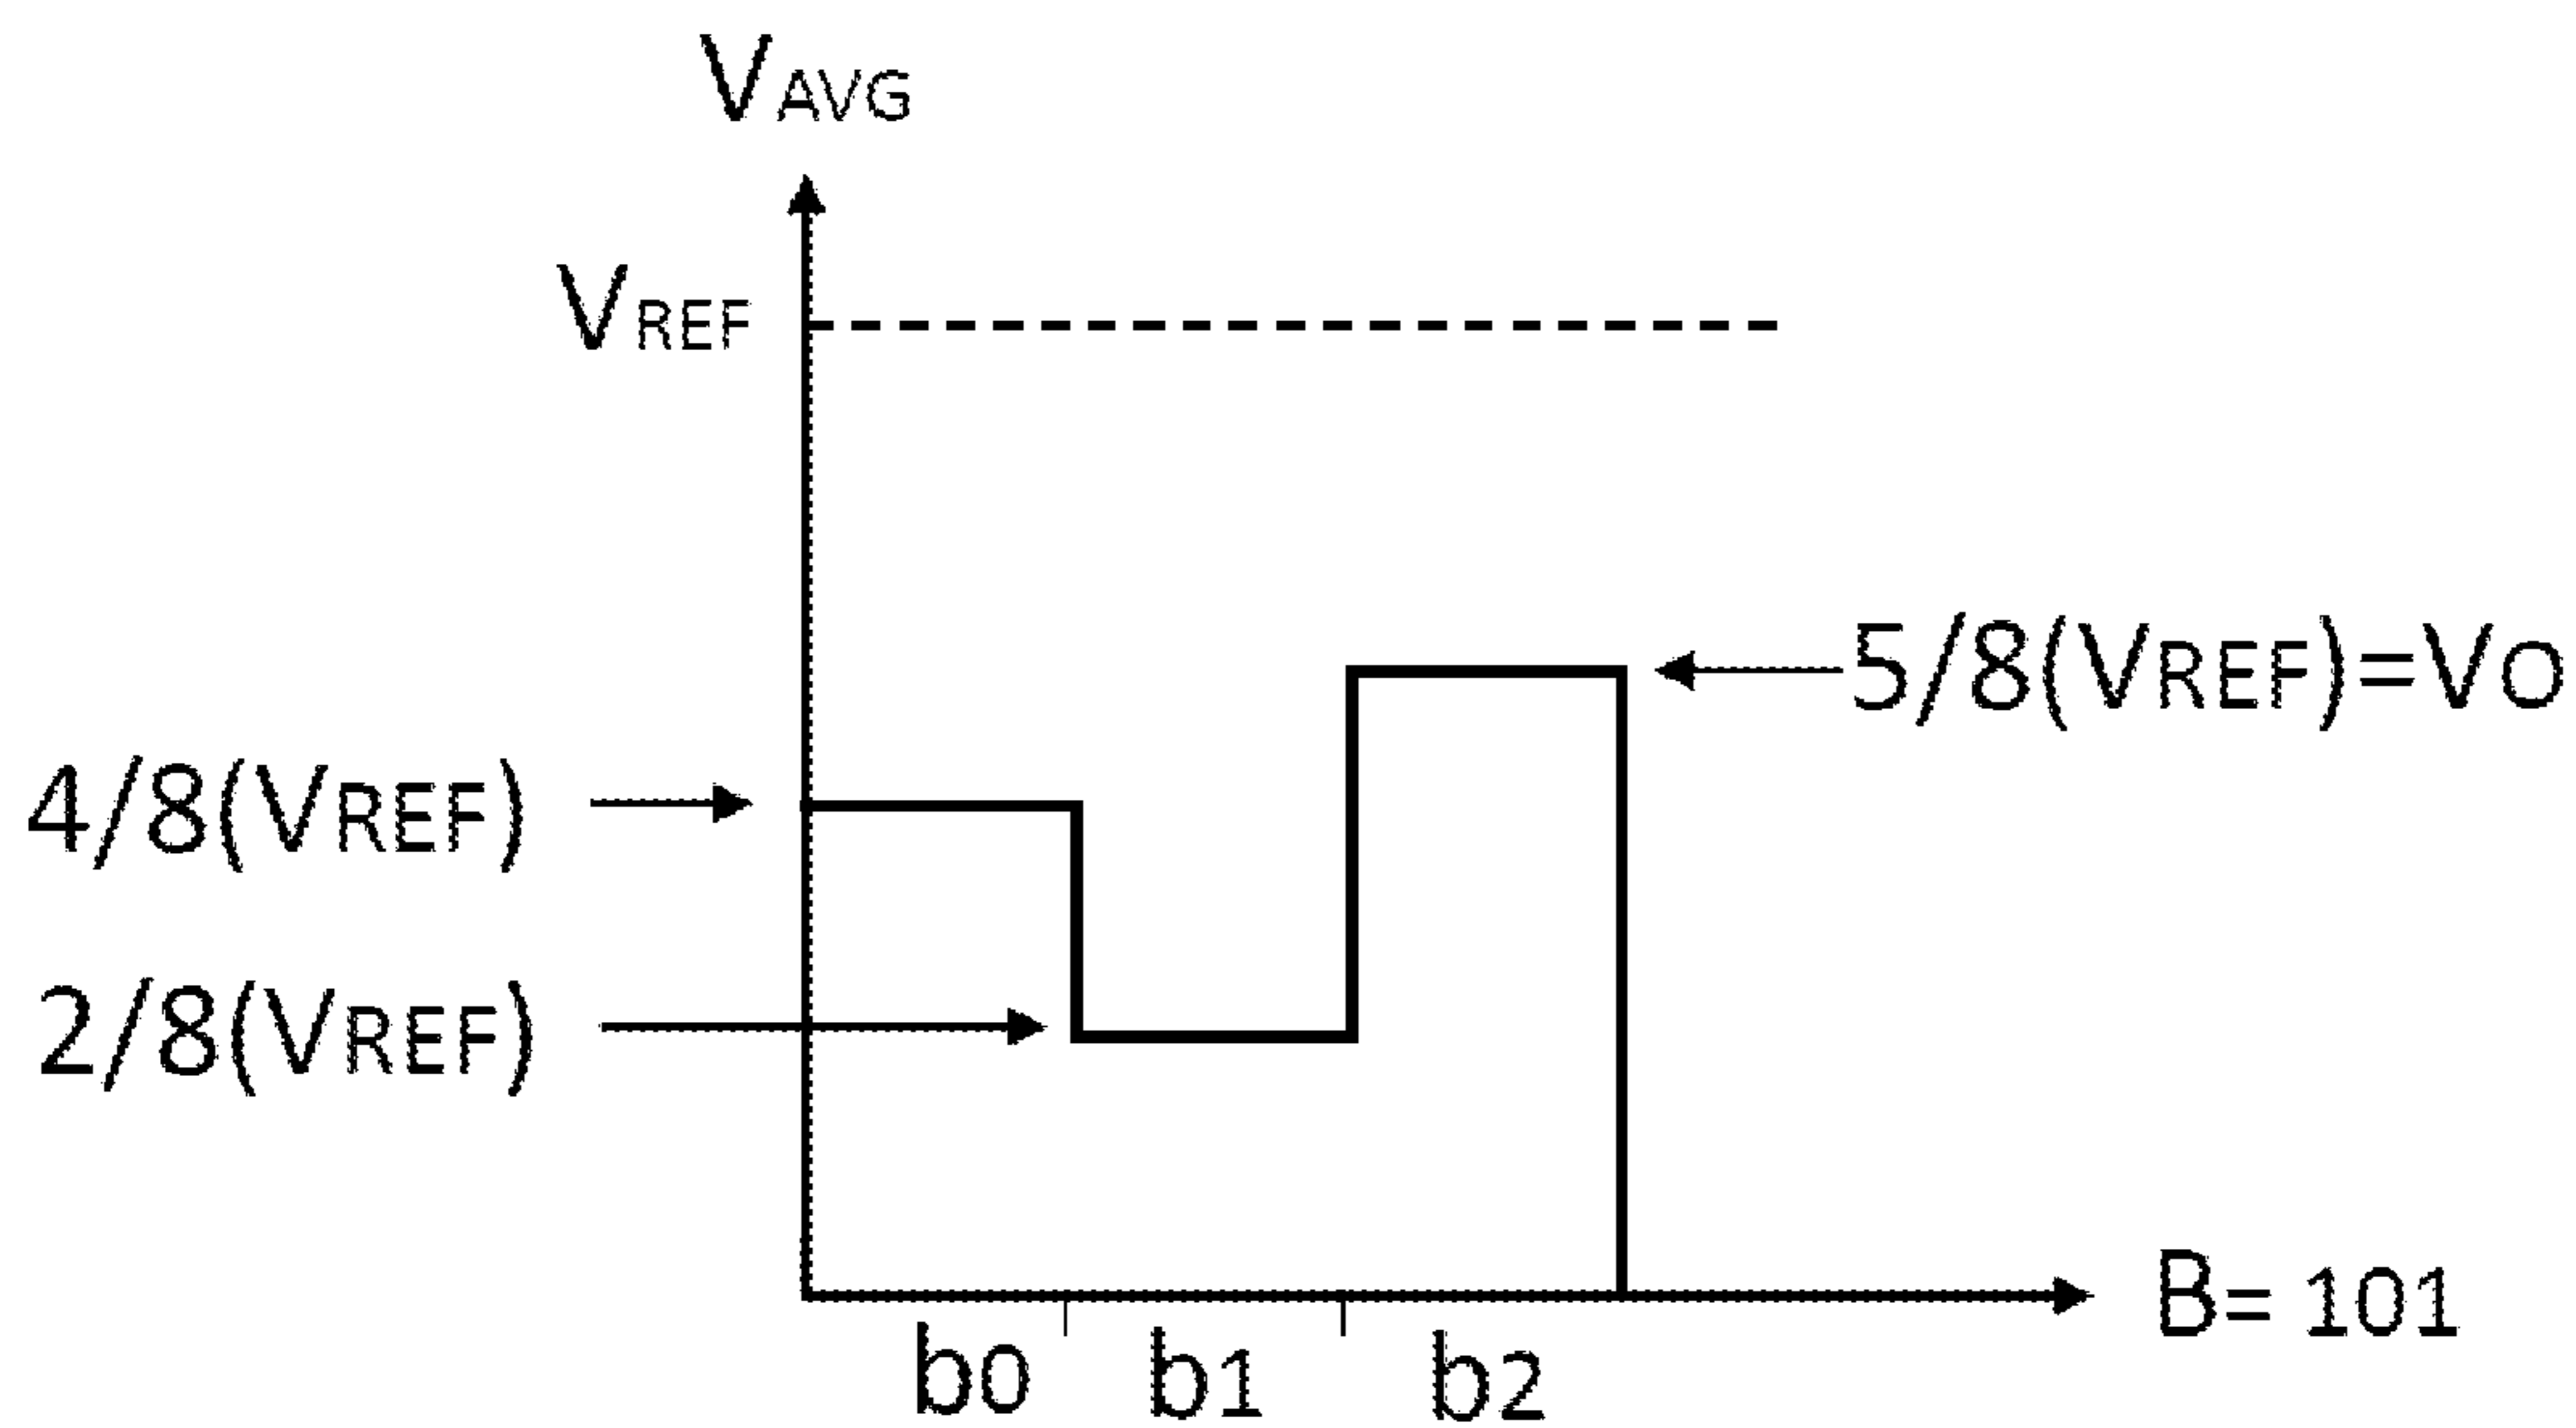 VAVG
VREF
5/8(VREF)=VO
4/8(VREF)
2/8(VREF)
B= 101
b0 b1 b2